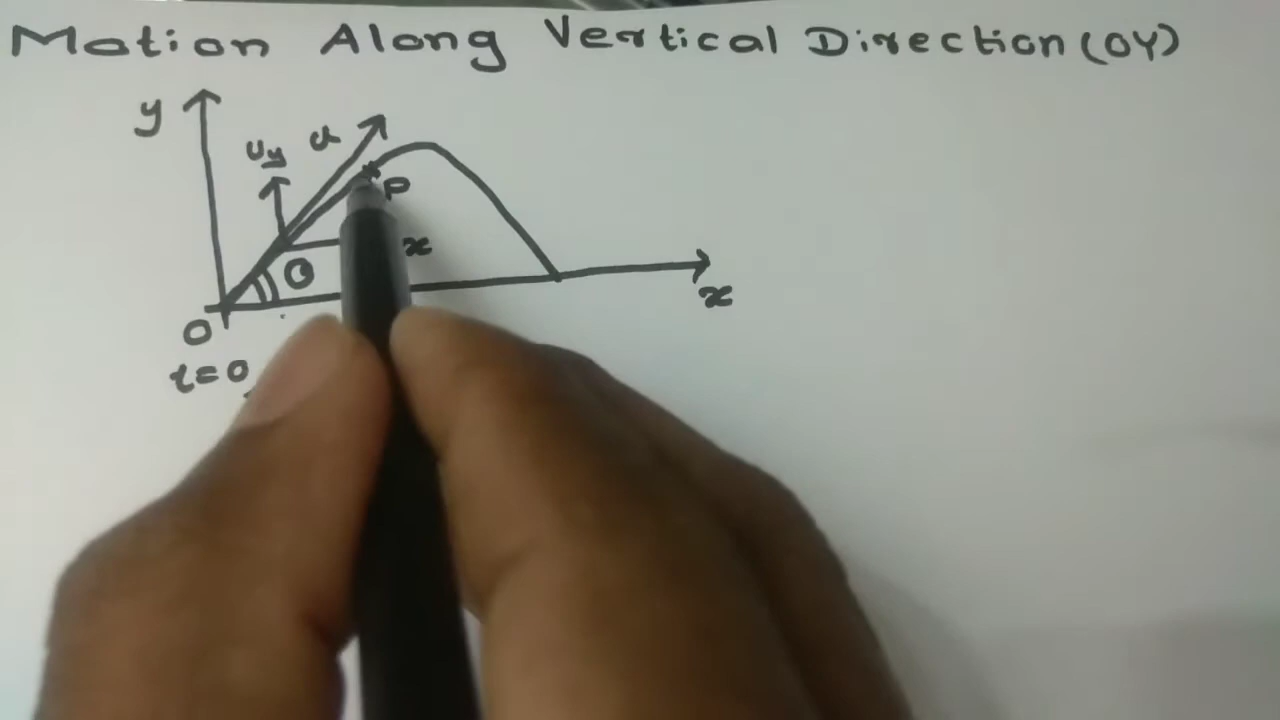 Motion Along Vertical Direction (OY)
y
uy u
P
x
θ
x
O
t=0